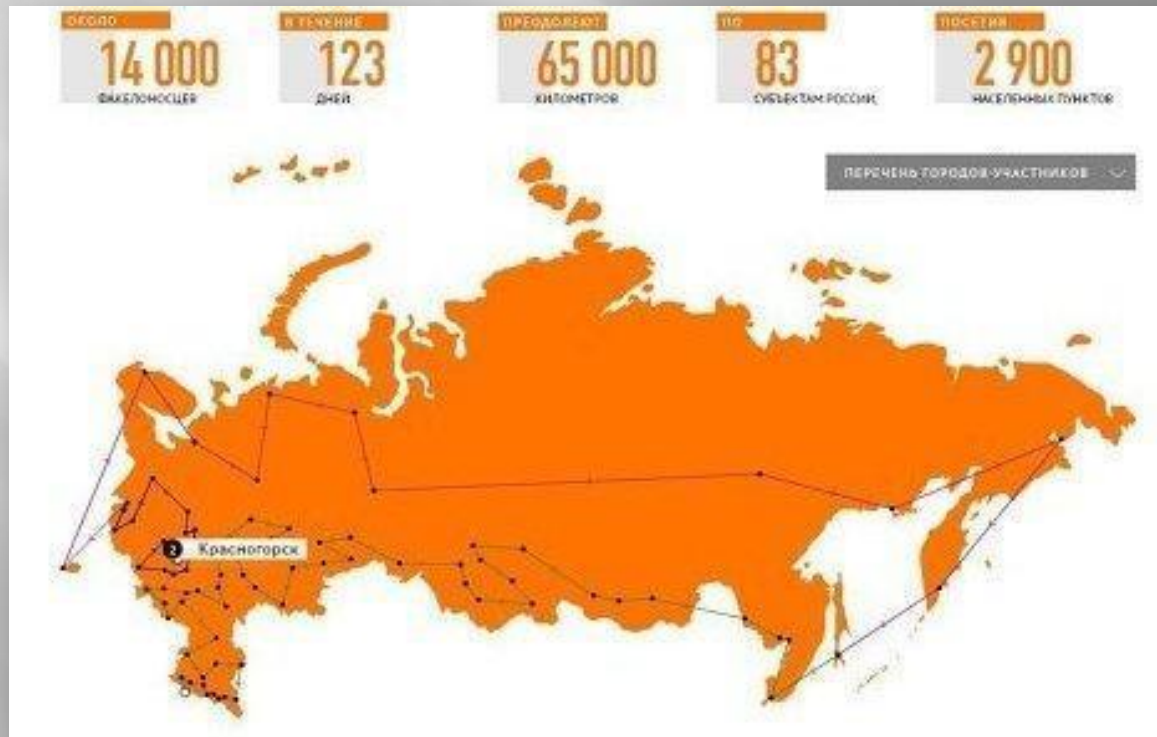 ОКОЛО
14 000
ФАКЕЛОНОСЦЕВ
В ТЕЧЕНИЕ
123
ДНЕЙ
ПРЕОДОЛЕЮТ
65 000
КИЛОМЕТРОВ
ПО
83
СУБЪЕКТАМ РОССИИ,
ПОСЕТИВ
2 900
НАСЕЛЕННЫХ ПУНКТОВ
ПЕРЕЧЕНЬ ГОРОДОВ-УЧАСТНИКОВ
2 Красногорск